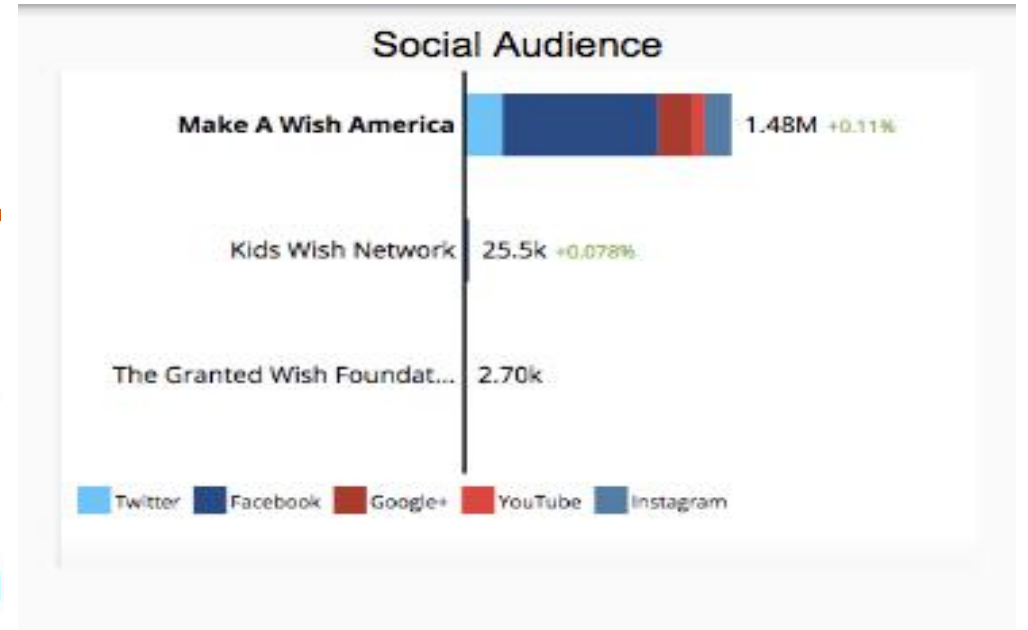 Social Audience
Make A Wish America 1.48M +0.11%
Kids Wish Network 25.5k +0.078%
The Granted Wish Foundat... 2.70k
Twitter Facebook Google+ YouTube Instagram